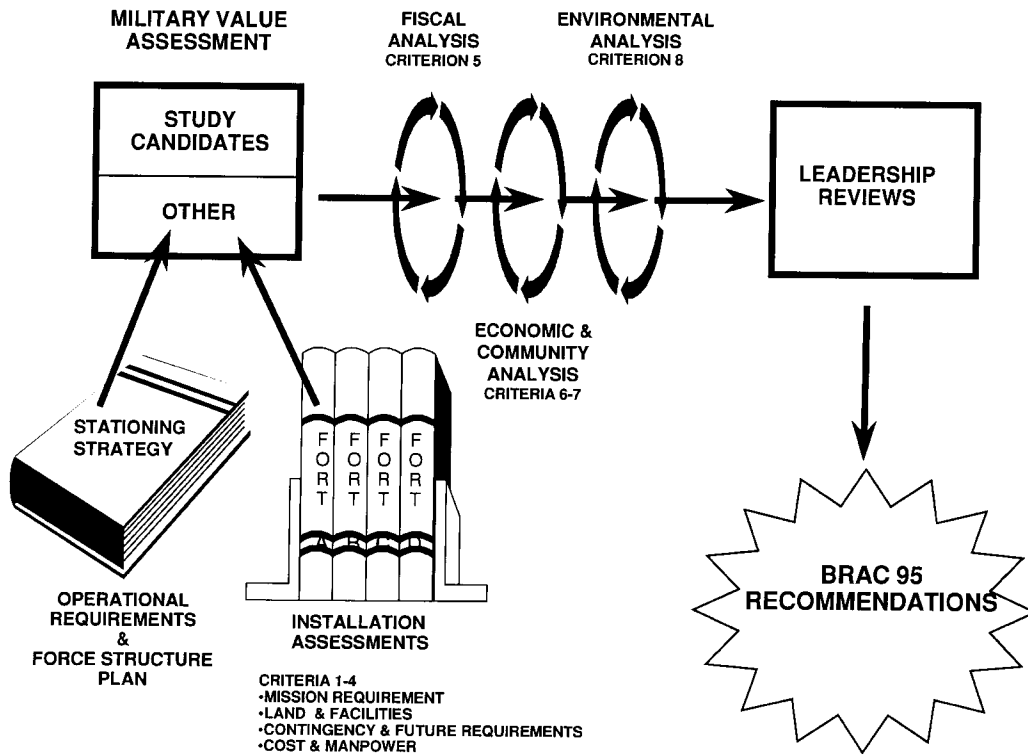 MILITARY VALUE
ASSESSMENT
STUDY
CANDIDATES
OTHER
FISCAL
ANALYSIS
CRITERION 5
ENVIRONMENTAL
ANALYSIS
CRITERION 8
ECONOMIC &
COMMUNITY
ANALYSIS
CRITERIA 6-7
LEADERSHIP
REVIEWS
STATIONING
STRATEGY
OPERATIONAL
REQUIREMENTS
&
FORCE STRUCTURE
PLAN
FORT A
FORT B
FORT C
FORT D
INSTALLATION
ASSESSMENTS
CRITERIA 1-4
•MISSION REQUIREMENT
•LAND & FACILITIES
•CONTINGENCY & FUTURE REQUIREMENTS
•COST & MANPOWER
BRAC 95
RECOMMENDATIONS